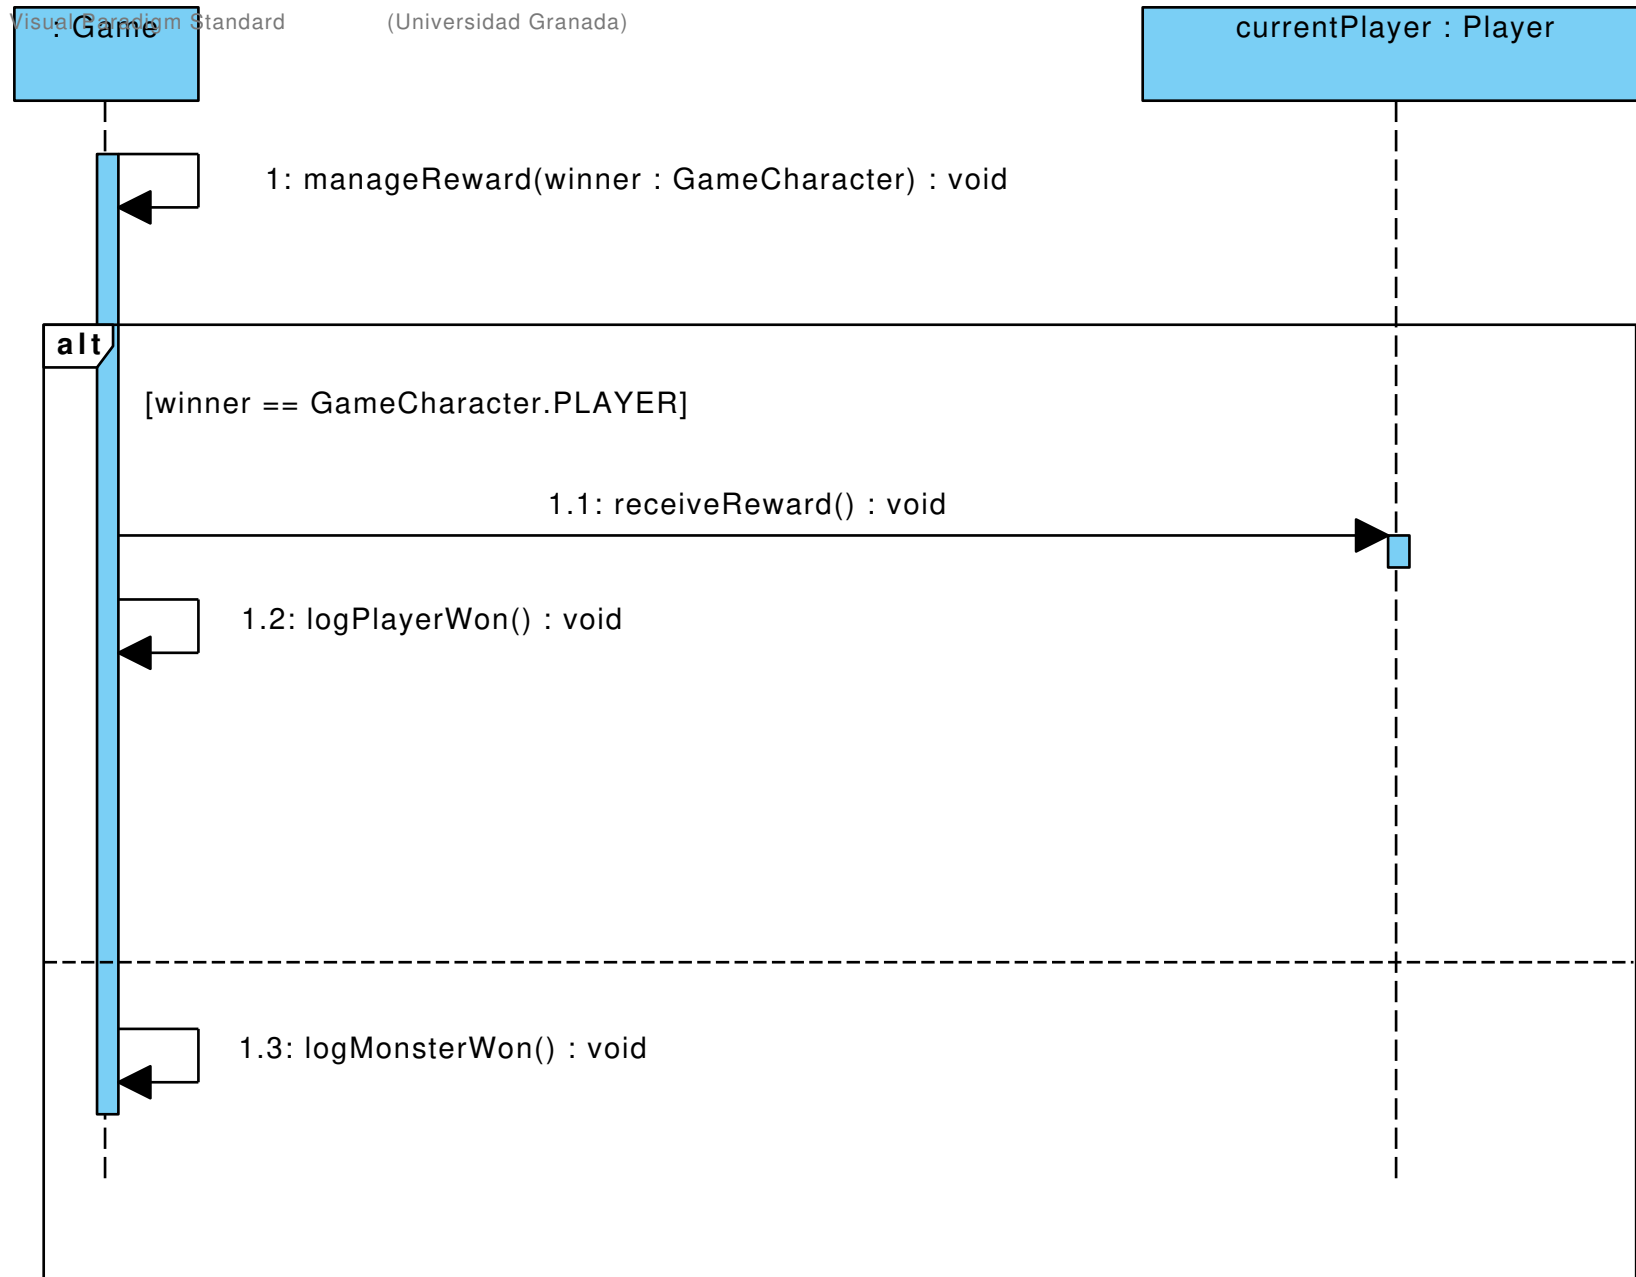 Visual Paradigm Standard (Universidad Granada)
: Game
currentPlayer : Player
1: manageReward(winner : GameCharacter) : void
alt
[winner == GameCharacter.PLAYER]
1.1: receiveReward() : void
1.2: logPlayerWon() : void
1.3: logMonsterWon() : void